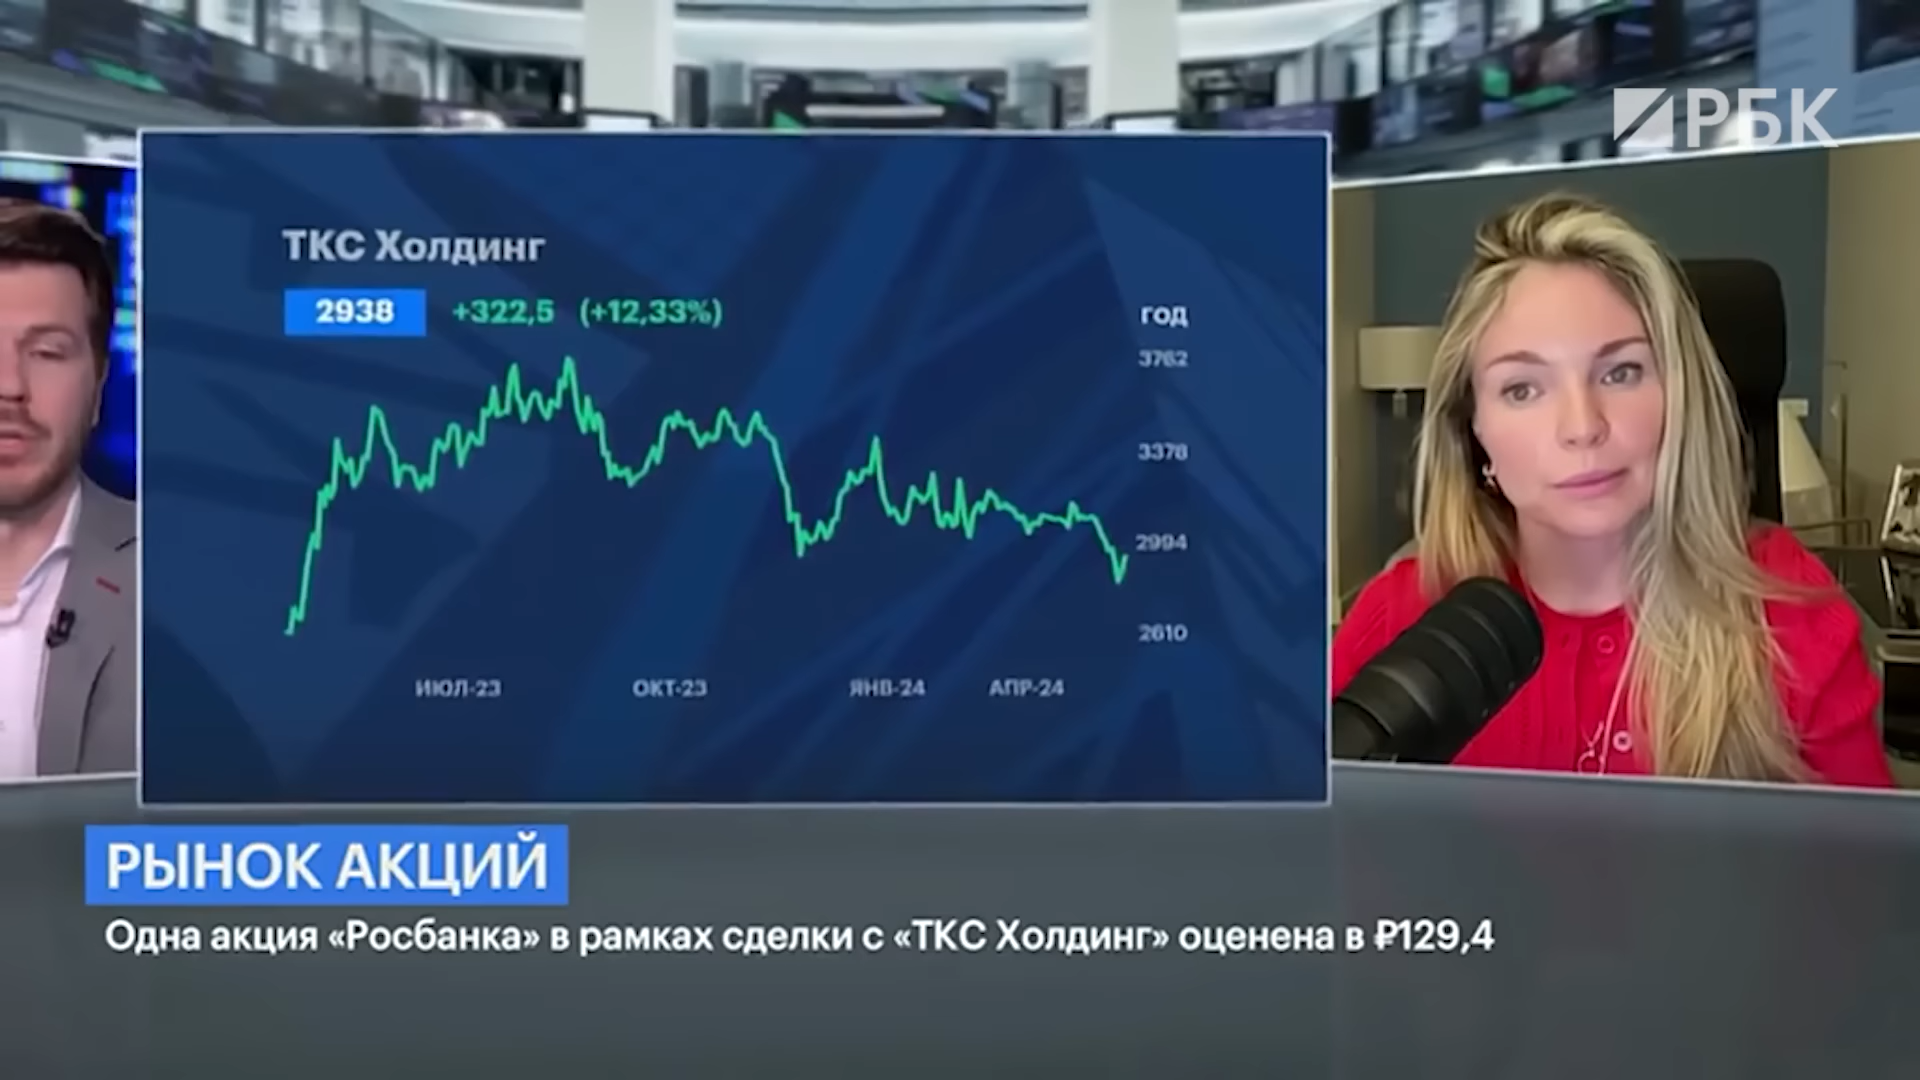 РБК
ТКС Холдинг
2938 +322,5 (+12,33%)
ГОД
3762
3378
2994
2610
ИЮЛ-23 ОКТ-23 ЯНВ-24 АПР-24
РЫНОК АКЦИЙ
Одна акция «Росбанка» в рамках сделки с «ТКС Холдинг» оценена в ₽129,4